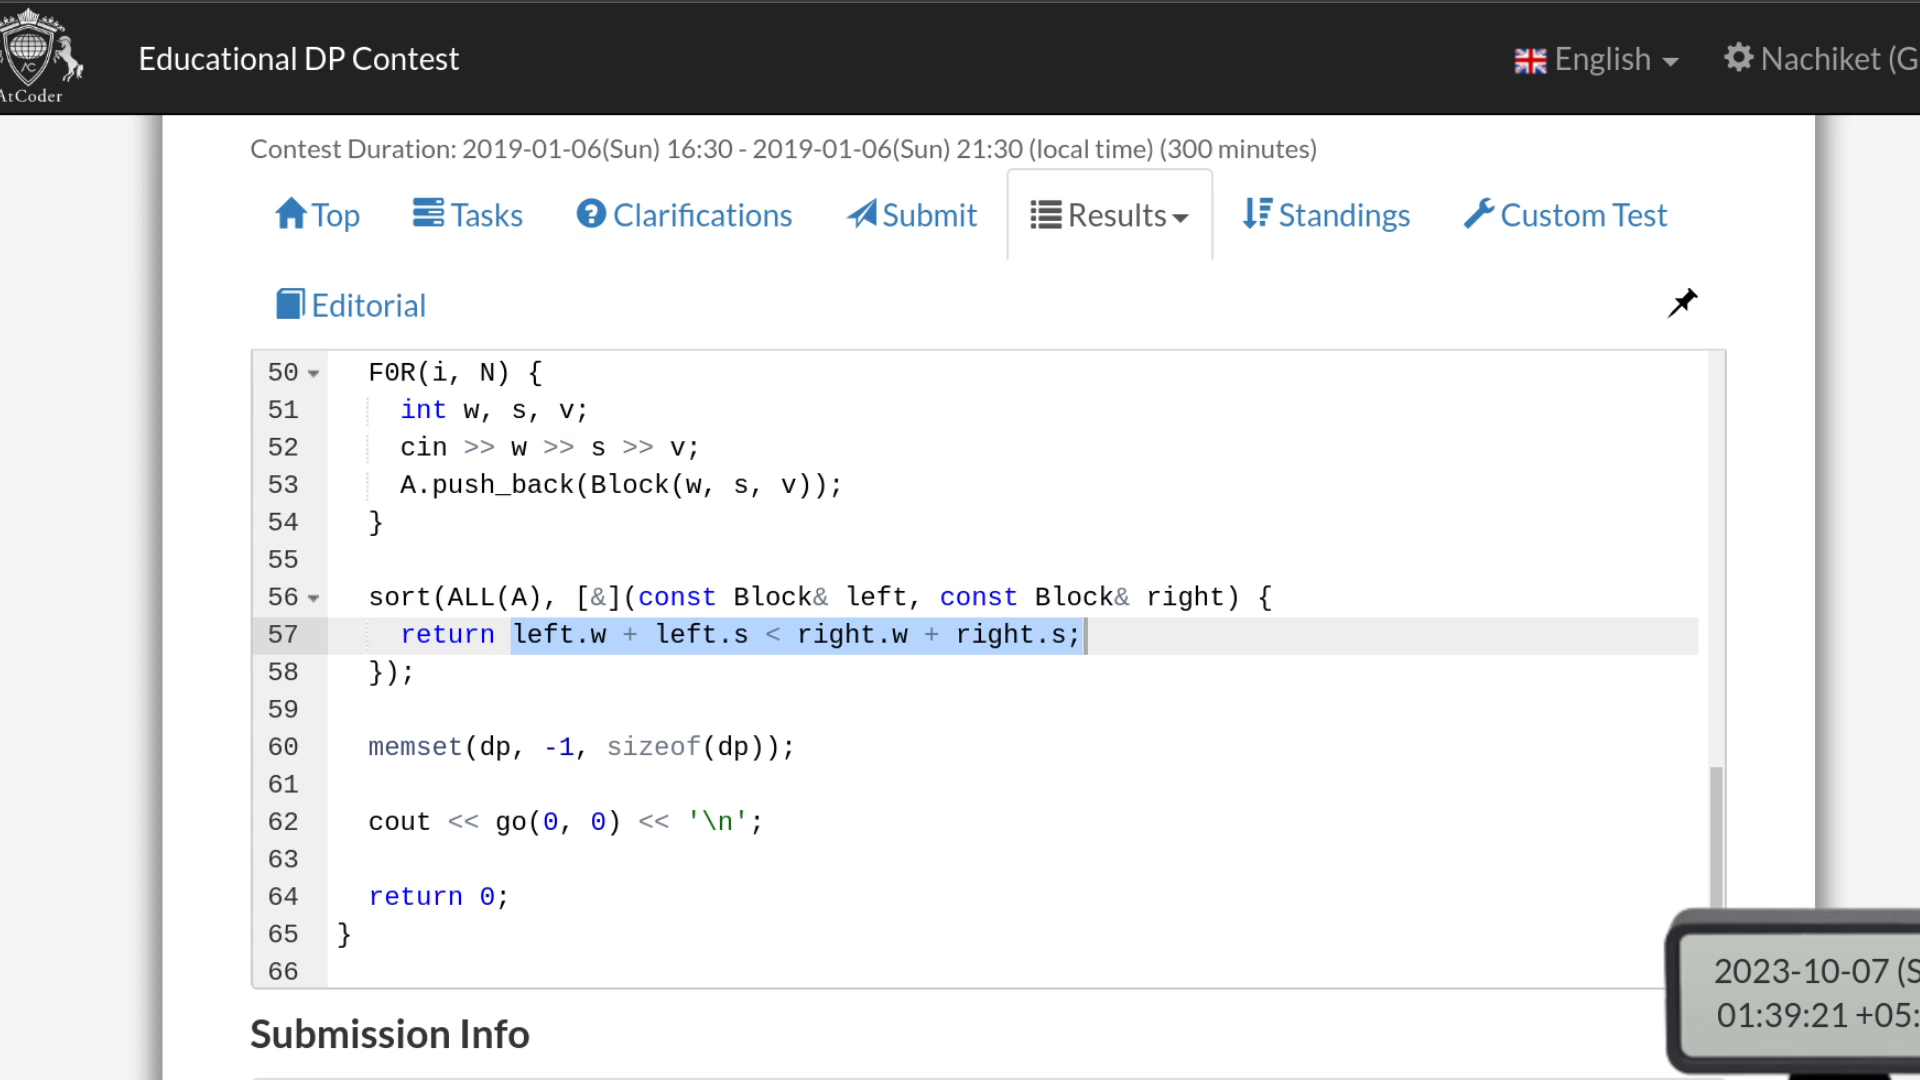 AtCoder
Educational DP Contest
English
Nachiket (G
Contest Duration: 2019-01-06(Sun) 16:30 - 2019-01-06(Sun) 21:30 (local time) (300 minutes)
Top Tasks Clarifications Submit Results Standings Custom Test
Editorial
50 F0R(i, N) {
51 int w, s, v;
52 cin >> w >> s >> v;
53 A.push_back(Block(w, s, v));
54 }
55
56 sort(ALL(A), [&](const Block& left, const Block& right) {
57 return left.w + left.s < right.w + right.s;
58 });
59
60 memset(dp, -1, sizeof(dp));
61
62 cout << go(0, 0) << '\n';
63
64 return 0;
65 }
66
Submission Info
2023-10-07 (S
01:39:21 +05: